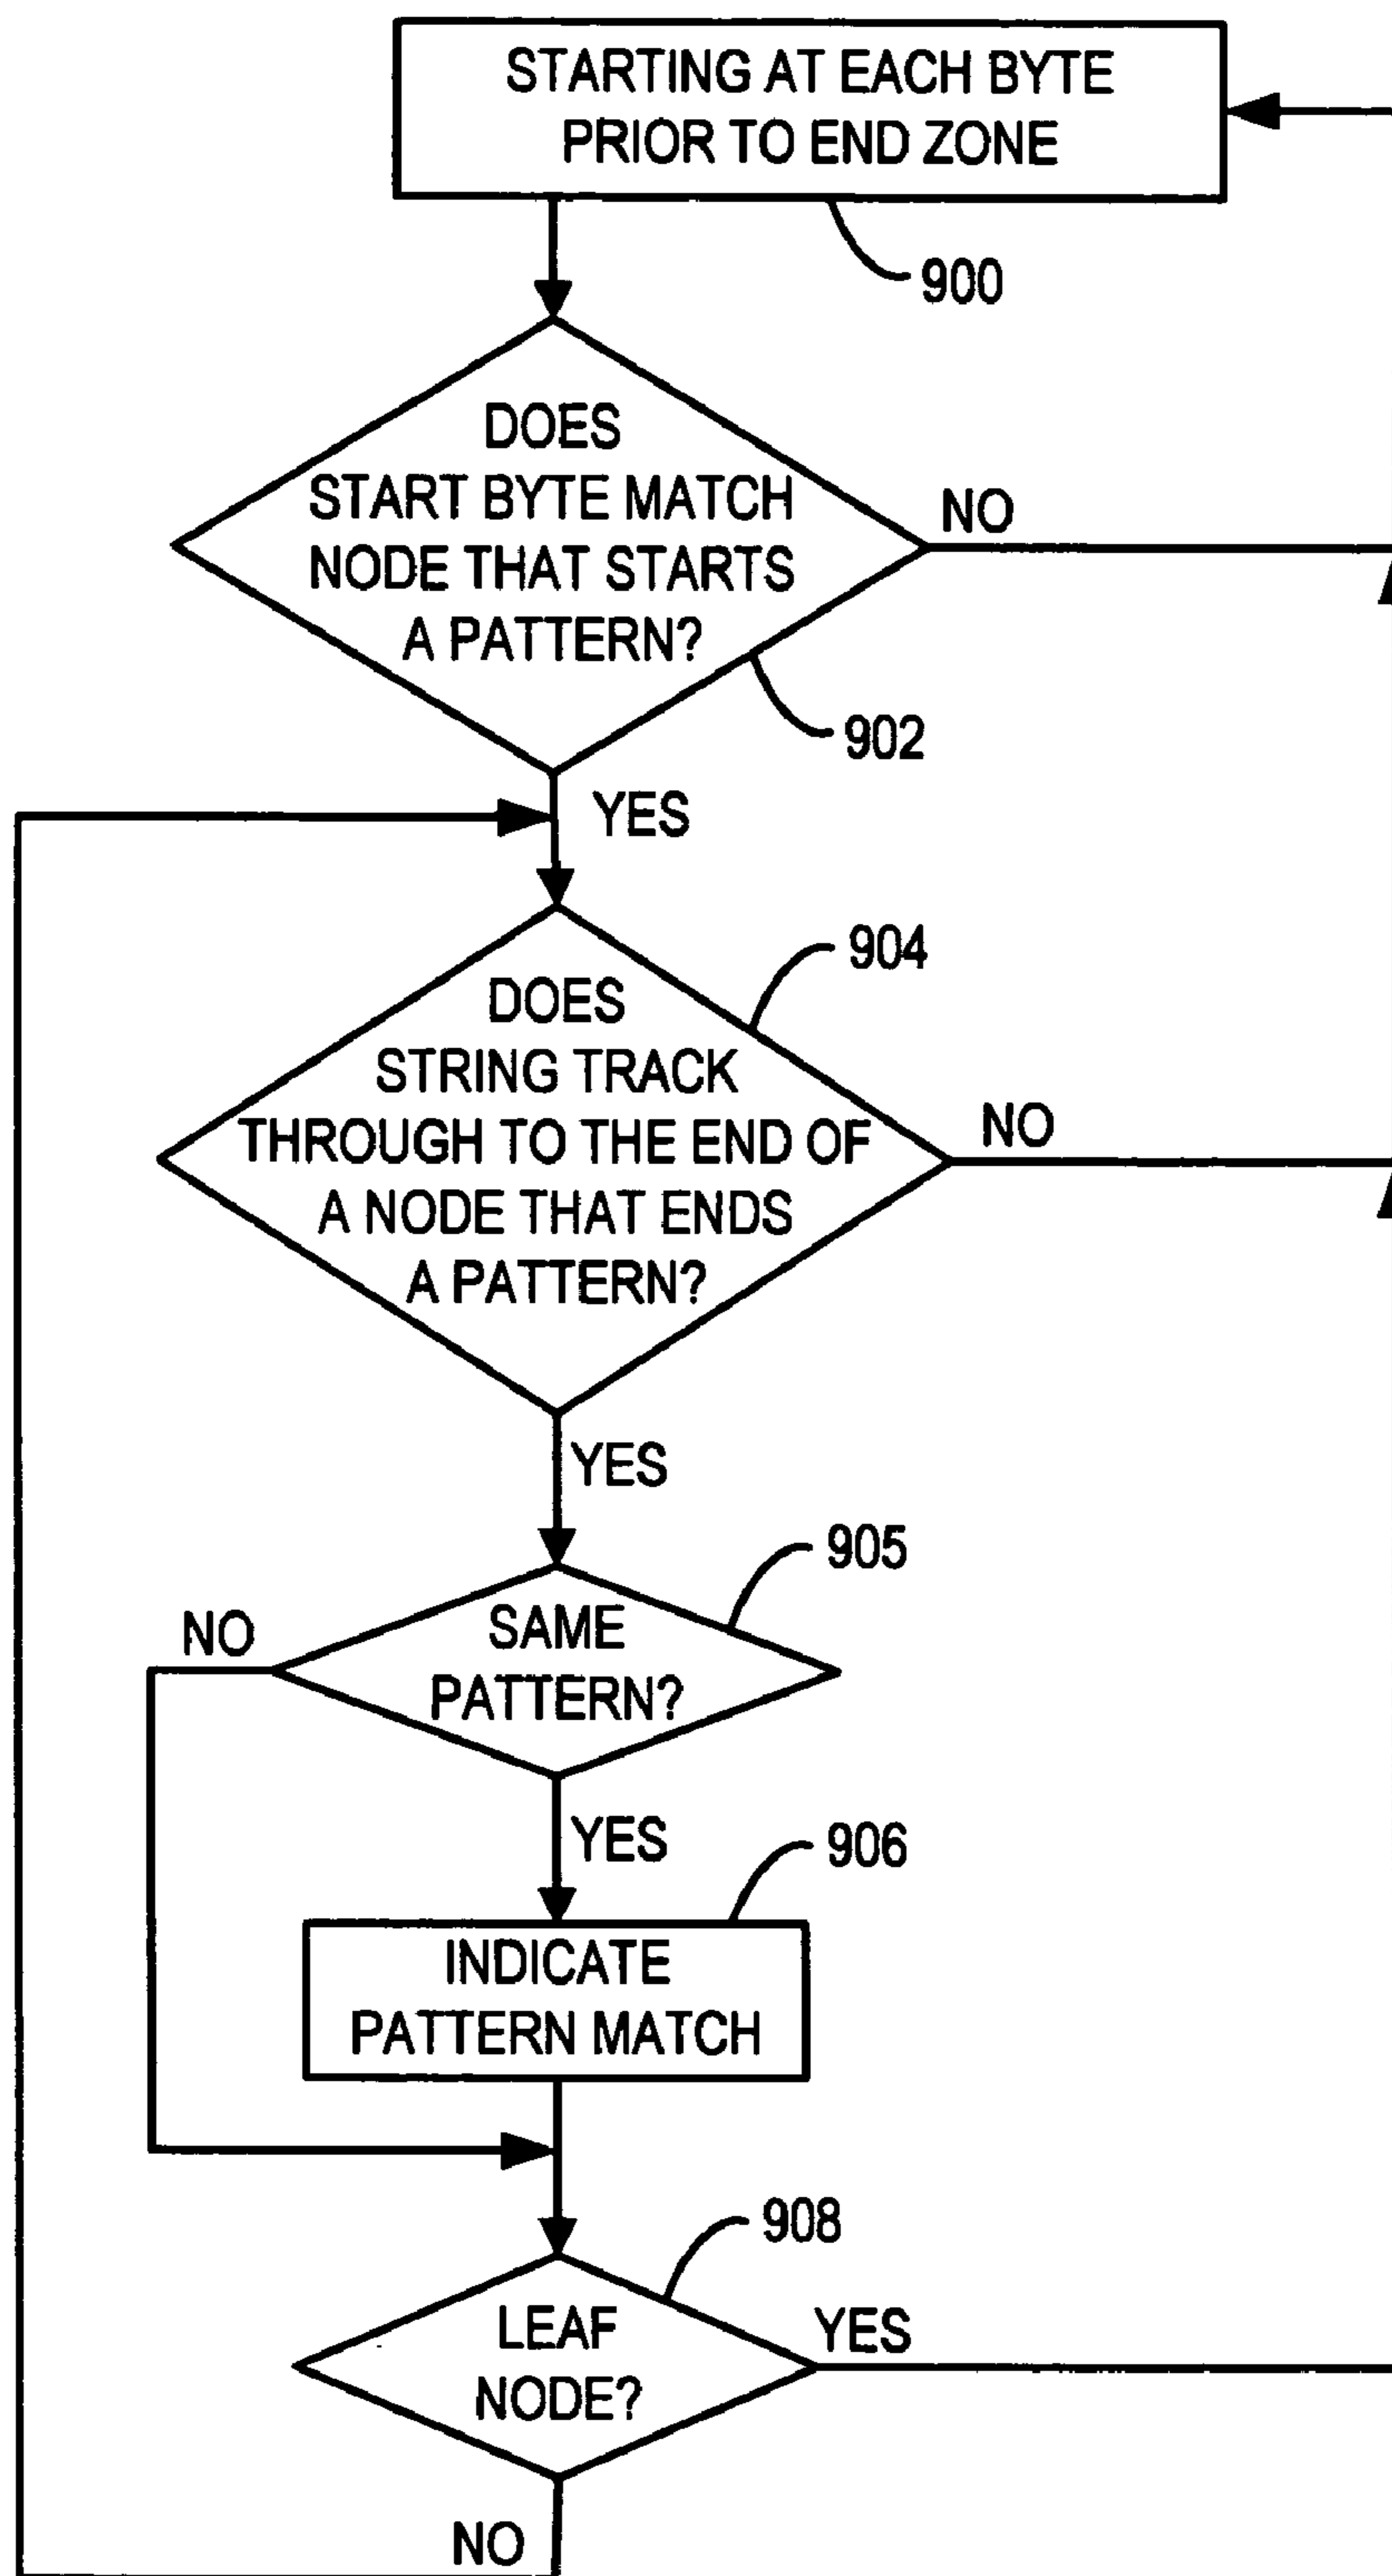 STARTING AT EACH BYTE
PRIOR TO END ZONE
900
DOES
START BYTE MATCH
NODE THAT STARTS
A PATTERN?
NO
902
YES
904
DOES
STRING TRACK
THROUGH TO THE END OF
A NODE THAT ENDS
A PATTERN?
NO
YES
905
NO
SAME
PATTERN?
YES
906
INDICATE
PATTERN MATCH
908
LEAF
NODE?
YES
NO